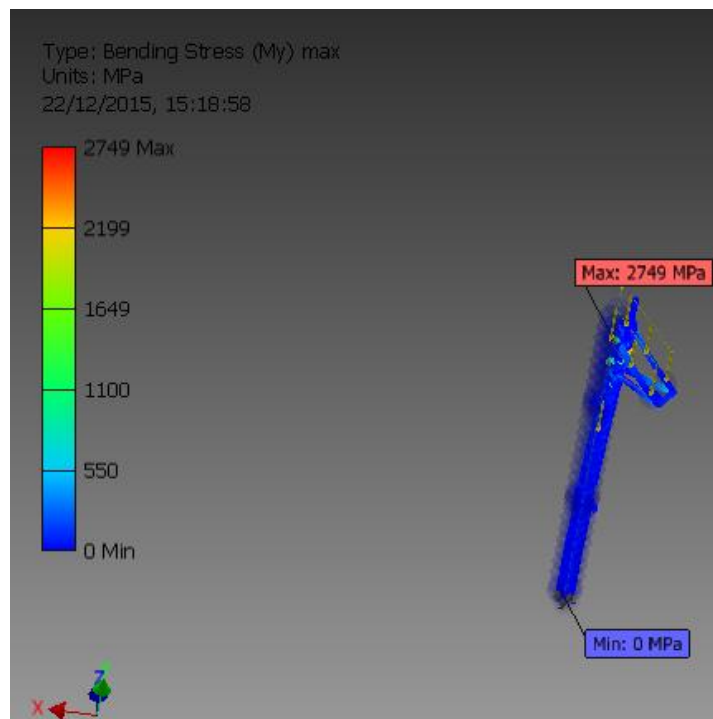 Type: Bending Stress (My) max
Units: MPa
22/12/2015, 15:18:58
2749 Max
2199
1649
1100
550
0 Min
Max: 2749 MPa
Min: 0 MPa
Z
X